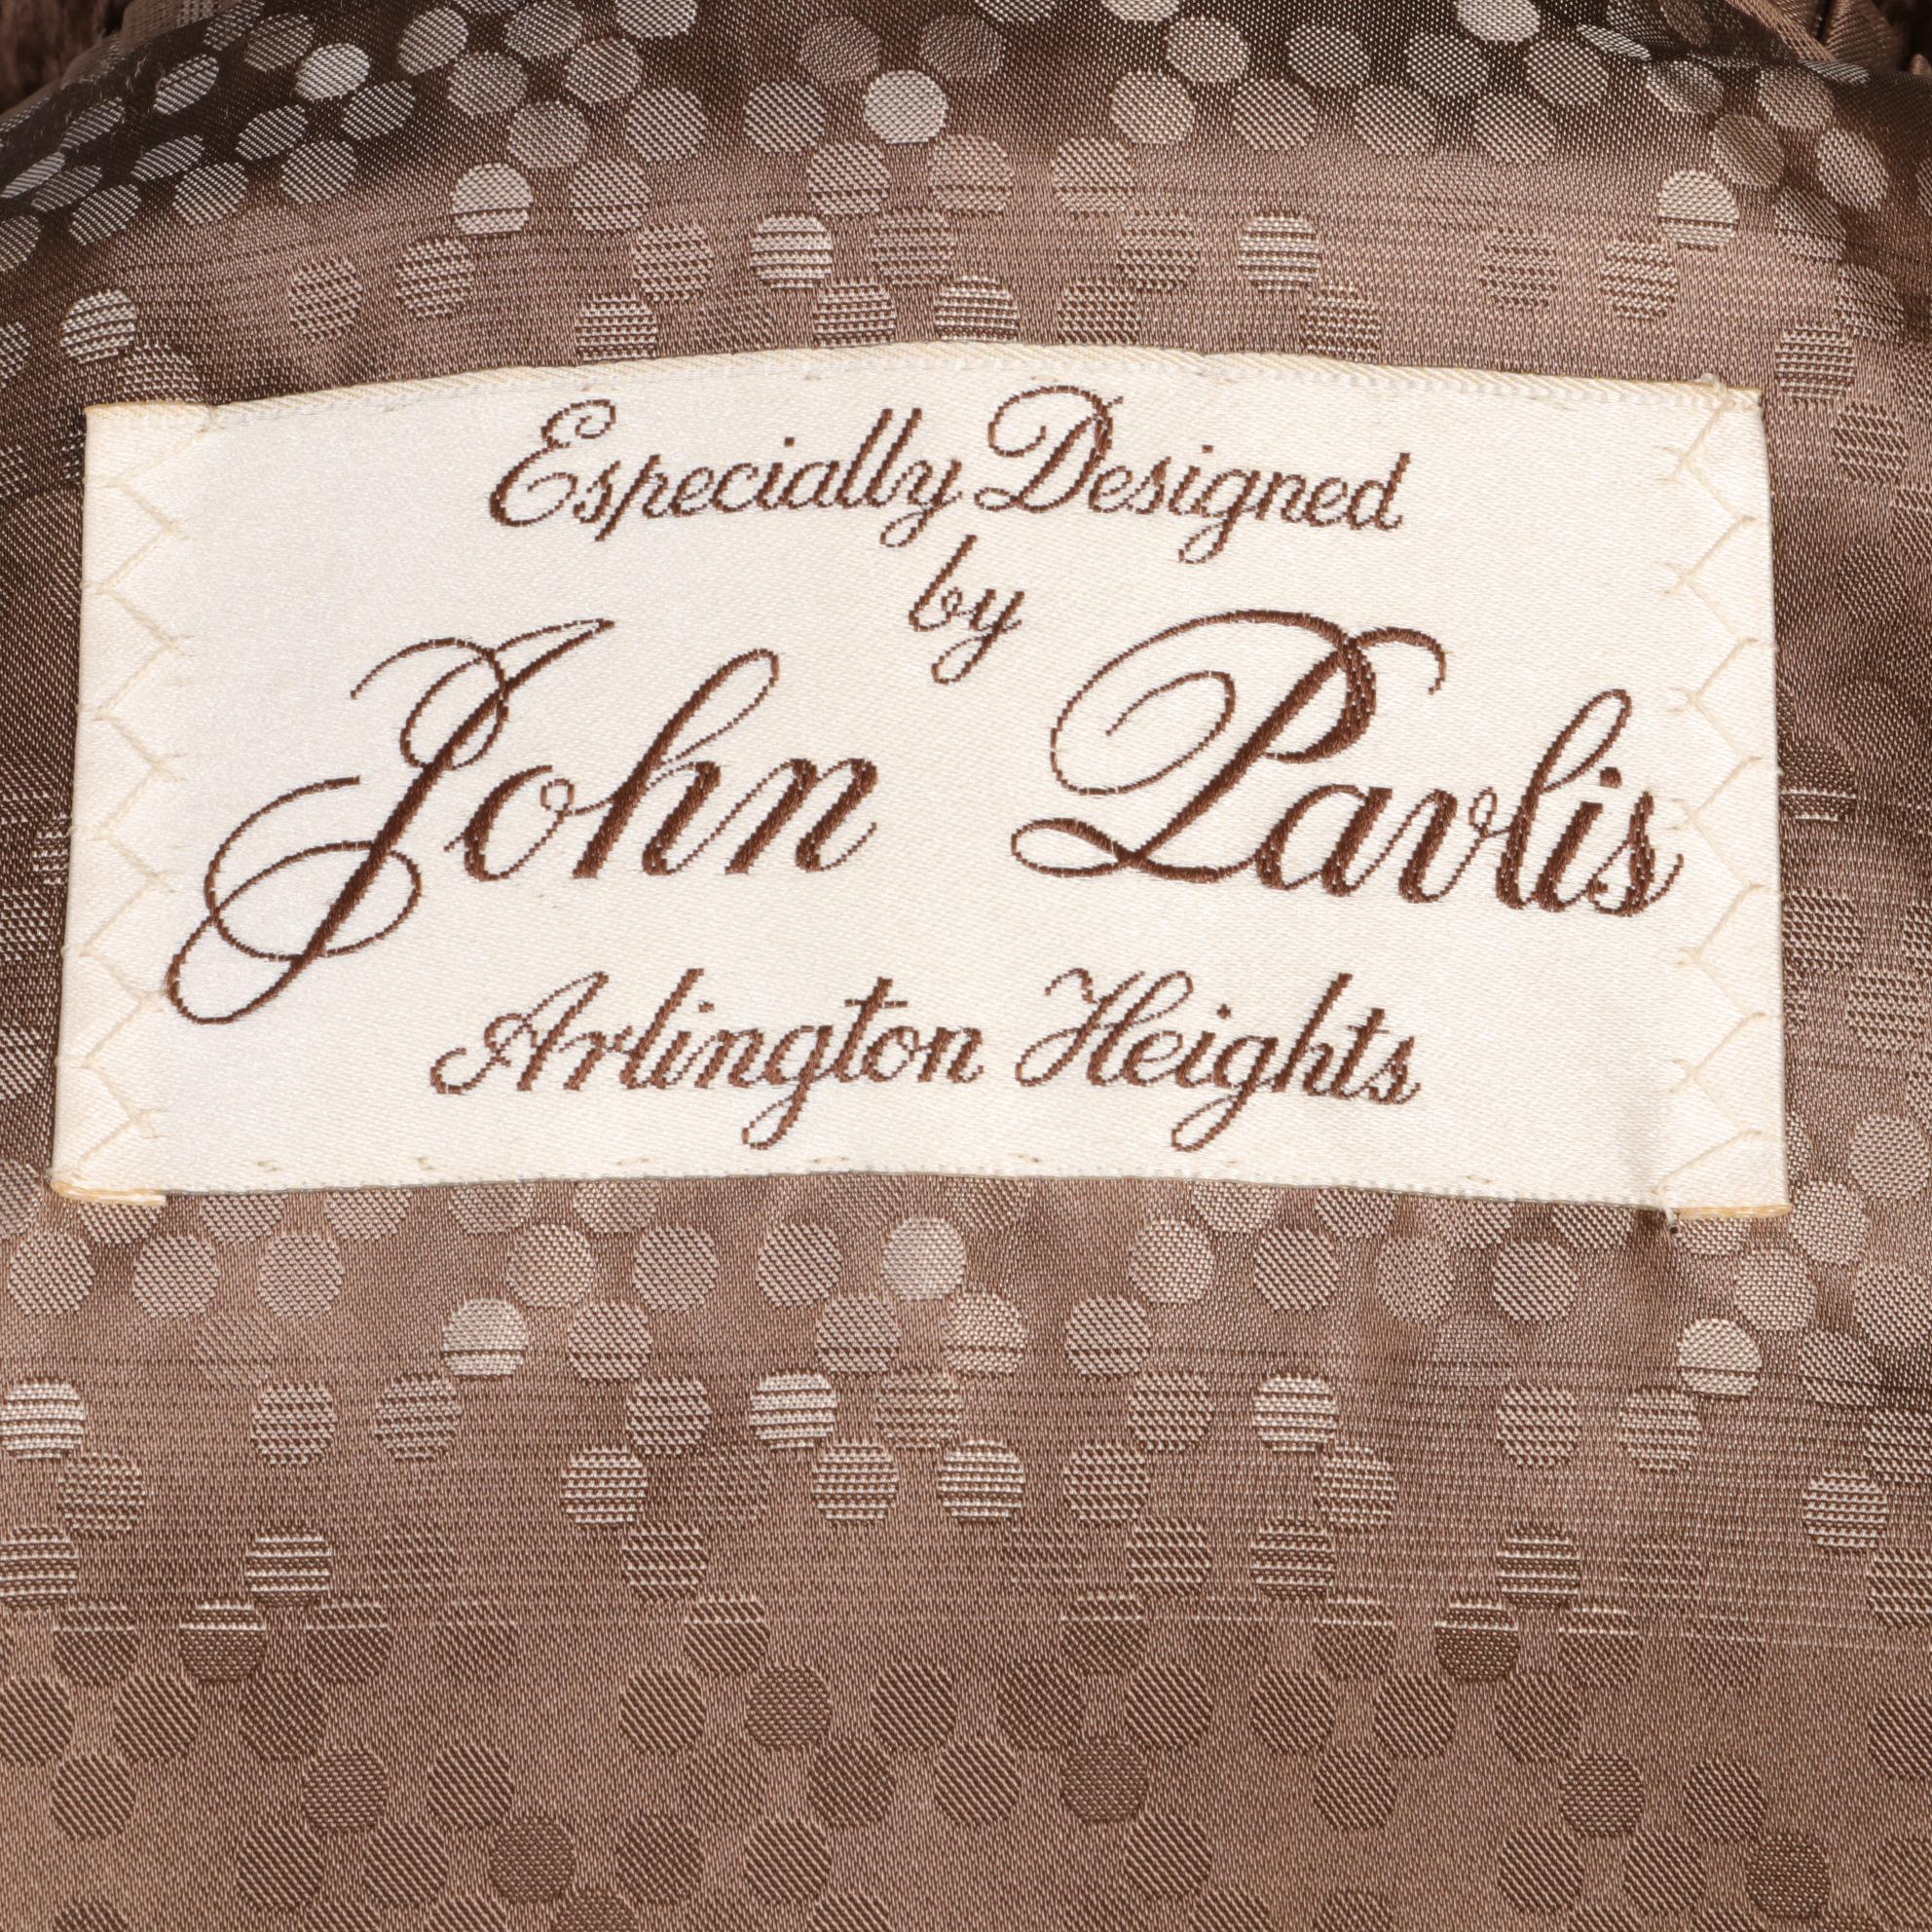 Especially Designed
by
John Pavlis
Arlington Heights